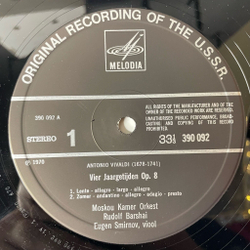 ORIGINAL RECORDING OF THE U.S.S.R.
MELODIA
390 092 A
ALL RIGHTS OF THE MANUFACTURER AND OF THE
OWNER OF THE RECORDED WORK RESERVED
UNAUTHORISED PUBLIC PERFORMANCE, BROAD-
CASTING AND COPYING OF THIS
RECORD PROHIBITED
STEREO 1
33⅓ 390 092
℗ 1970
ANTONIO VIVALDI (1678-1741)
Vier Jaargetijden Op. 8
1. Lente - allegro - largo - allegro
2. Zomer - andantino - allegro - adagio - presto
Moskou Kamer Orkest
Rudolf Barshai
Eugen Smirnov, viool